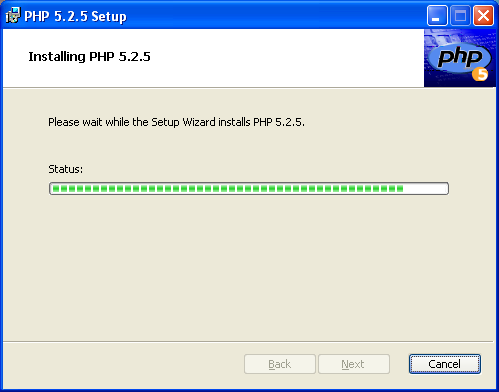 PHP 5.2.5 Setup
Installing PHP 5.2.5
php
5
Please wait while the Setup Wizard installs PHP 5.2.5.
Status:
Back
Next
Cancel